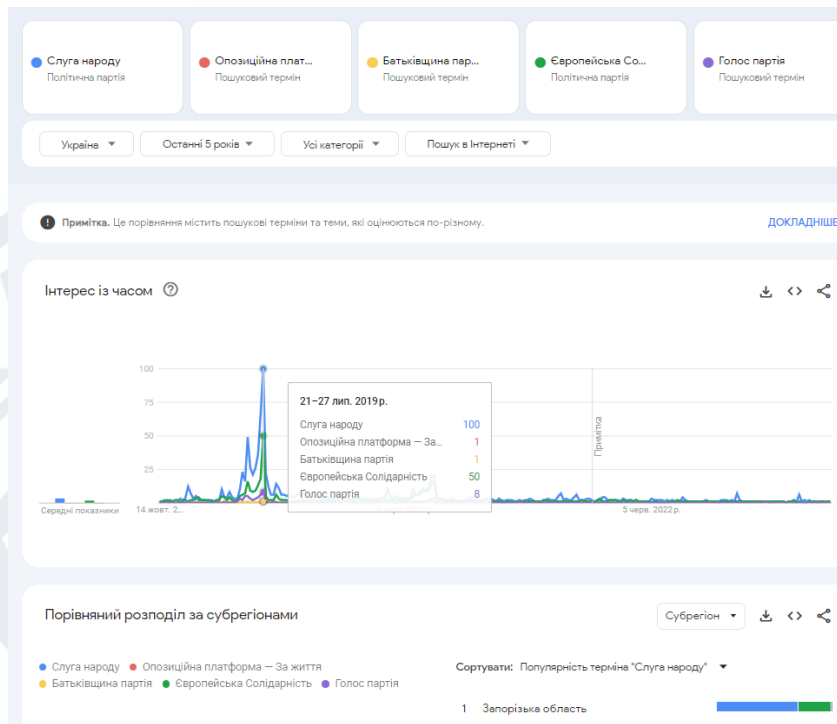 Слуга народу
Політична партія
Опозиційна плат...
Пошуковий термін
Батьківщина пар...
Пошуковий термін
Європейська Со...
Політична партія
Голос партія
Пошуковий термін
Україна
Останні 5 років
Усі категорії
Пошук в Інтернеті
Примітка. Це порівняння містить пошукові терміни та теми, які оцінюються по-різному.
ДОКЛАДНІШЕ
Інтерес із часом
100
75
50
25
Середні показники
14 жовт. 2...
21–27 лип. 2019 р.
Слуга народу 100
Опозиційна платформа — За... 1
Батьківщина партія 1
Європейська Солідарність 50
Голос партія 8
Примітка
5 черв. 2022 р.
Порівняний розподіл за субрегіонами
Субрегіон
Слуга народу
Опозиційна платформа — За життя
Батьківщина партія
Європейська Солідарність
Голос партія
Сортувати: Популярність терміна "Слуга народу"
1 Запорізька область